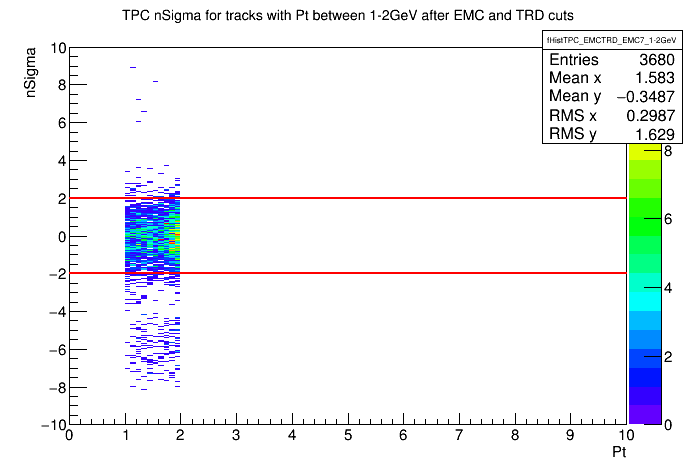 TPC nSigma for tracks with Pt between 1-2GeV after EMC and TRD cuts
fHistTPC_EMCTRD_EMC7_1-2GeV
Entries 3680
Mean x 1.583
Mean y −0.3487
RMS x 0.2987
RMS y 1.629
nSigma
10
8
6
4
2
0
−2
−4
−6
−8
−10
0 1 2 3 4 5 6 7 8 9 10
Pt
8
6
4
2
0